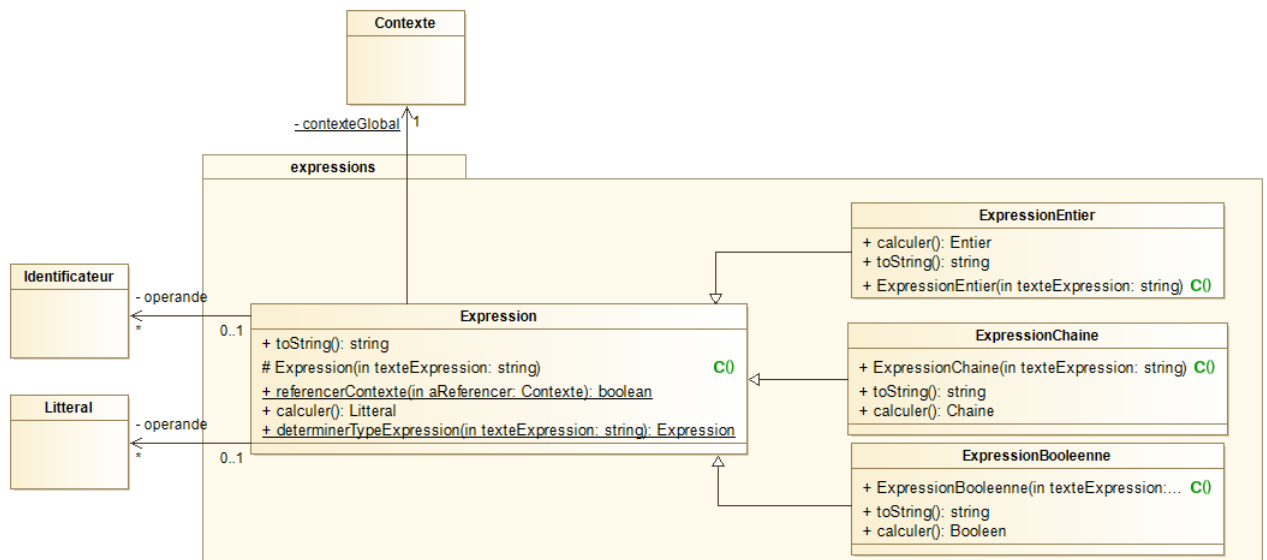 Contexte
- contexteGlobal
1
expressions
ExpressionEntier
+ calculer(): Entier
+ toString(): string
+ ExpressionEntier(in texteExpression: string) C()
Identificateur
- operande
*
0..1
Expression
+ toString(): string
# Expression(in texteExpression: string) C()
+ referencerContexte(in aReferencer: Contexte): boolean
+ calculer(): Litteral
+ determinerTypeExpression(in texteExpression: string): Expression
ExpressionChaine
+ ExpressionChaine(in texteExpression: string) C()
+ toString(): string
+ calculer(): Chaine
Litteral
- operande
*
0..1
ExpressionBooleenne
+ ExpressionBooleenne(in texteExpression:... C()
+ toString(): string
+ calculer(): Booleen